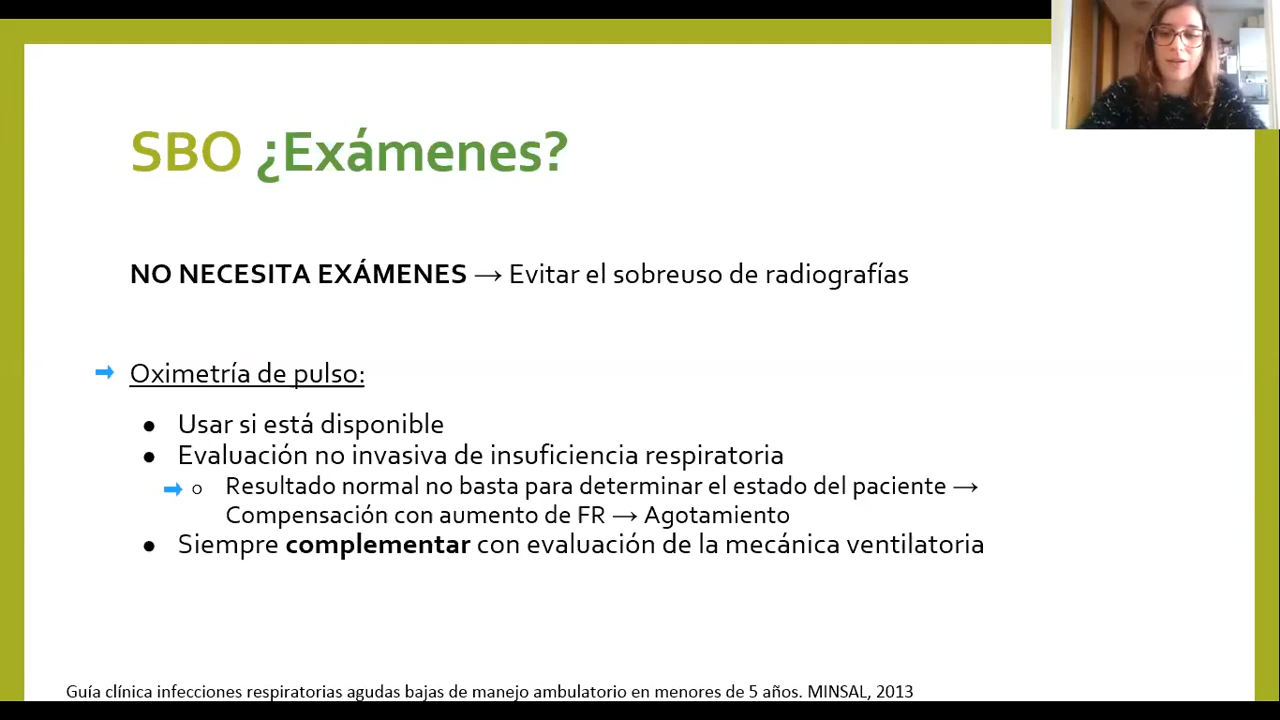 SBO ¿Exámenes?
NO NECESITA EXÁMENES → Evitar el sobreuso de radiografías
Oximetría de pulso:
● Usar si está disponible
● Evaluación no invasiva de insuficiencia respiratoria
o Resultado normal no basta para determinar el estado del paciente →
Compensación con aumento de FR → Agotamiento
● Siempre complementar con evaluación de la mecánica ventilatoria
Guía clínica infecciones respiratorias agudas bajas de manejo ambulatorio en menores de 5 años. MINSAL, 2013